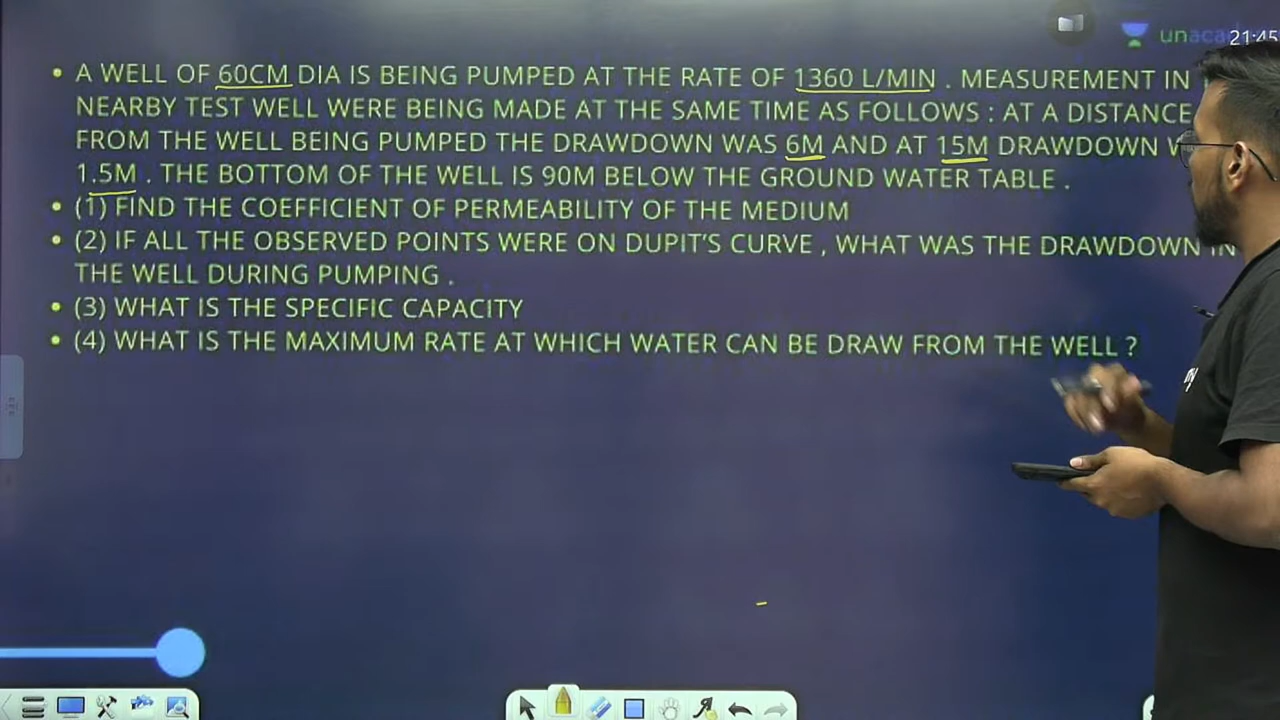 21:45
• A WELL OF 60CM DIA IS BEING PUMPED AT THE RATE OF 1360 L/MIN . MEASUREMENT IN
NEARBY TEST WELL WERE BEING MADE AT THE SAME TIME AS FOLLOWS : AT A DISTANCE
FROM THE WELL BEING PUMPED THE DRAWDOWN WAS 6M AND AT 15M DRAWDOWN
1.5M . THE BOTTOM OF THE WELL IS 90M BELOW THE GROUND WATER TABLE .
• (1) FIND THE COEFFICIENT OF PERMEABILITY OF THE MEDIUM
• (2) IF ALL THE OBSERVED POINTS WERE ON DUPIT'S CURVE , WHAT WAS THE DRAWDOWN IN
THE WELL DURING PUMPING .
• (3) WHAT IS THE SPECIFIC CAPACITY
• (4) WHAT IS THE MAXIMUM RATE AT WHICH WATER CAN BE DRAW FROM THE WELL ?